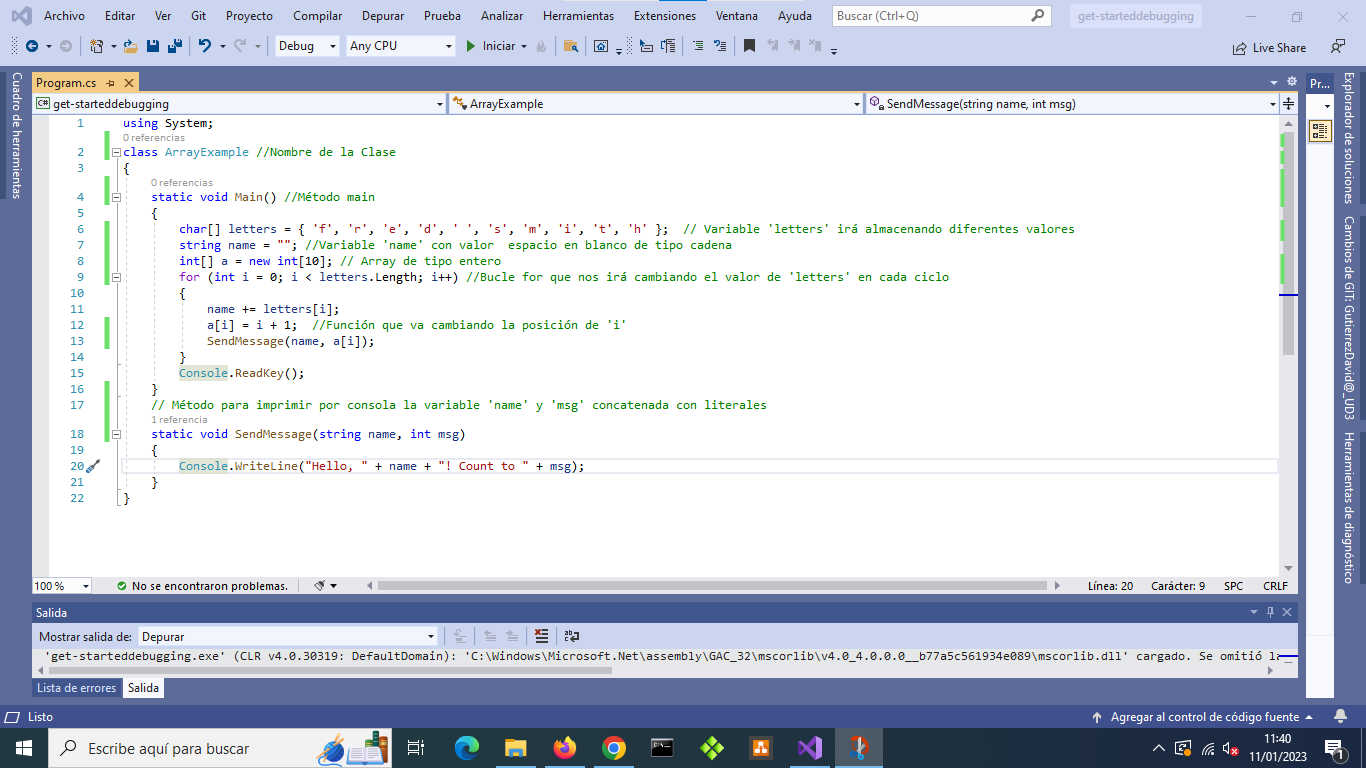 Archivo Editar Ver Git Proyecto Compilar Depurar Prueba Analizar Herramientas Extensiones Ventana Ayuda Buscar (Ctrl+Q) get-starteddebugging
Debug Any CPU Iniciar Live Share
Cuadro de herramientas
Program.cs
get-starteddebugging ArrayExample SendMessage(string name, int msg)
1 using System;
0 referencias
2 class ArrayExample //Nombre de la Clase
3 {
0 referencias
4 static void Main() //Método main
5 {
6 char[] letters = { 'f', 'r', 'e', 'd', ' ', 's', 'm', 'i', 't', 'h' };  // Variable 'letters' irá almacenando diferentes valores
7 string name = ""; //Variable 'name' con valor  espacio en blanco de tipo cadena
8 int[] a = new int[10]; // Array de tipo entero
9 for (int i = 0; i < letters.Length; i++) //Bucle for que nos irá cambiando el valor de 'letters' en cada ciclo
10 {
11 name += letters[i];
12 a[i] = i + 1;  //Función que va cambiando la posición de 'i'
13 SendMessage(name, a[i]);
14 }
15 Console.ReadKey();
16 }
17 // Método para imprimir por consola la variable 'name' y 'msg' concatenada con literales
1 referencia
18 static void SendMessage(string name, int msg)
19 {
20 Console.WriteLine("Hello, " + name + "! Count to " + msg);
21 }
22 }
100 % No se encontraron problemas. Línea: 20 Carácter: 9 SPC CRLF
Salida
Mostrar salida de: Depurar
'get-starteddebugging.exe' (CLR v4.0.30319: DefaultDomain): 'C:\Windows\Microsoft.Net\assembly\GAC_32\mscorlib\v4.0_4.0.0.0__b77a5c561934e089\mscorlib.dll' cargado. Se omitió la
Lista de errores Salida
Pr...
Explorador de soluciones
Cambios de GIT: GutierrezDavid@_UD3
Herramientas de diagnóstico
Listo Agregar al control de código fuente
Escribe aquí para buscar
11:40
11/01/2023
1